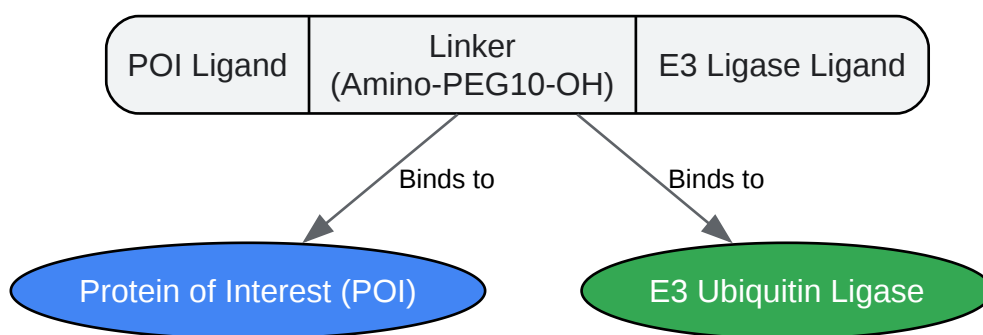 POI Ligand
Linker
(Amino-PEG10-OH)
E3 Ligase Ligand
Binds to
Binds to
Protein of Interest (POI)
E3 Ubiquitin Ligase